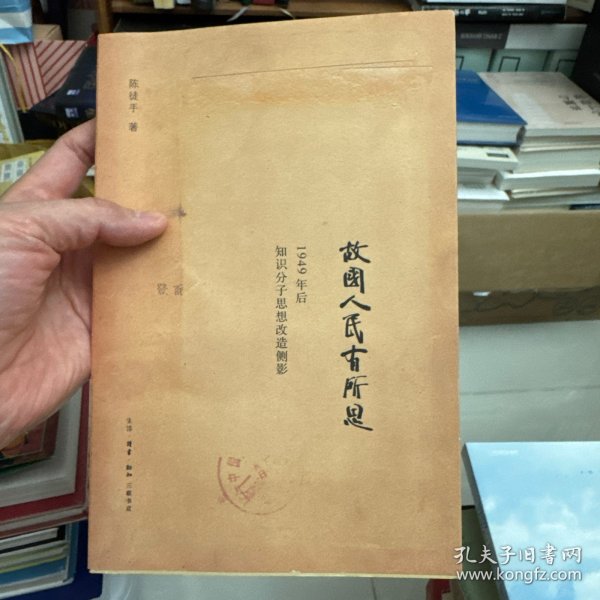 陈徒手 著
故國人民有所思
1949年后
知识分子思想改造侧影
生活·讀書·新知 三联书店
孔夫子旧书网
www.kongfz.com